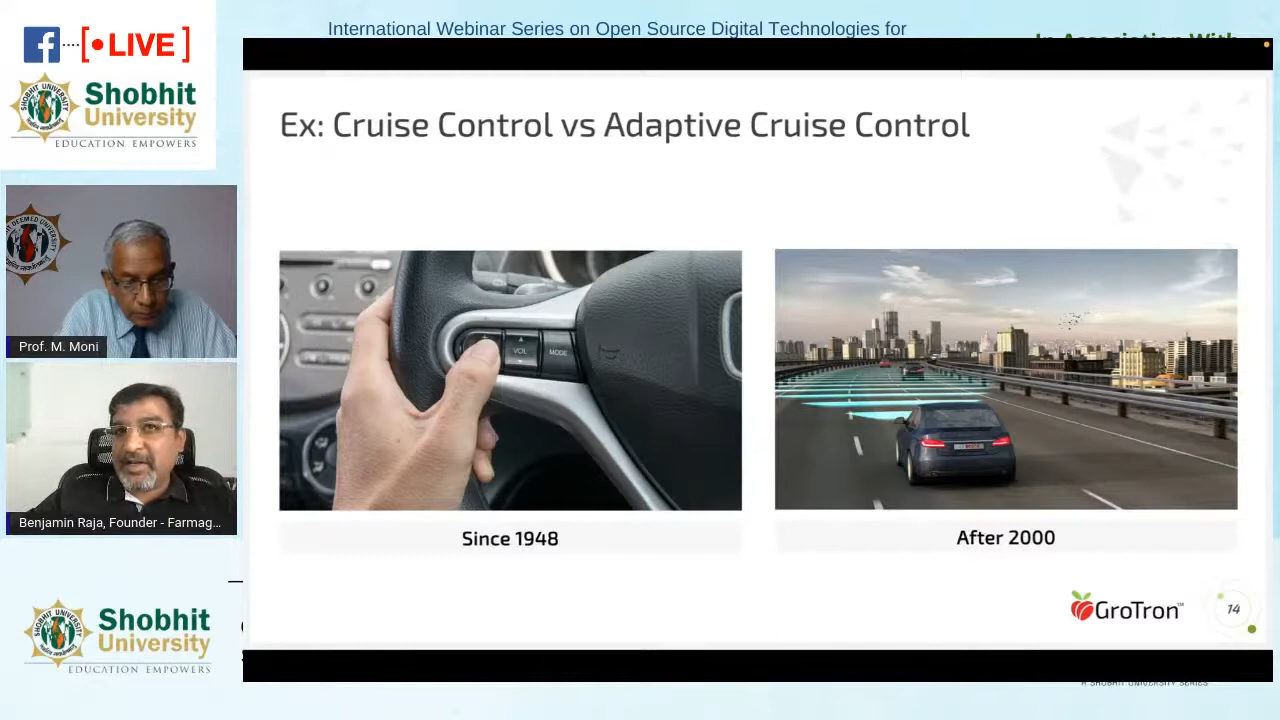 International Webinar Series on Open Source Digital Technologies for
LIVE
Shobhit
University
EDUCATION EMPOWERS
Ex: Cruise Control vs Adaptive Cruise Control
Prof. M. Moni
VOL
MODE
Benjamin Raja, Founder - Farmag...
Since 1948
After 2000
Shobhit
University
EDUCATION EMPOWERS
GroTron™
14